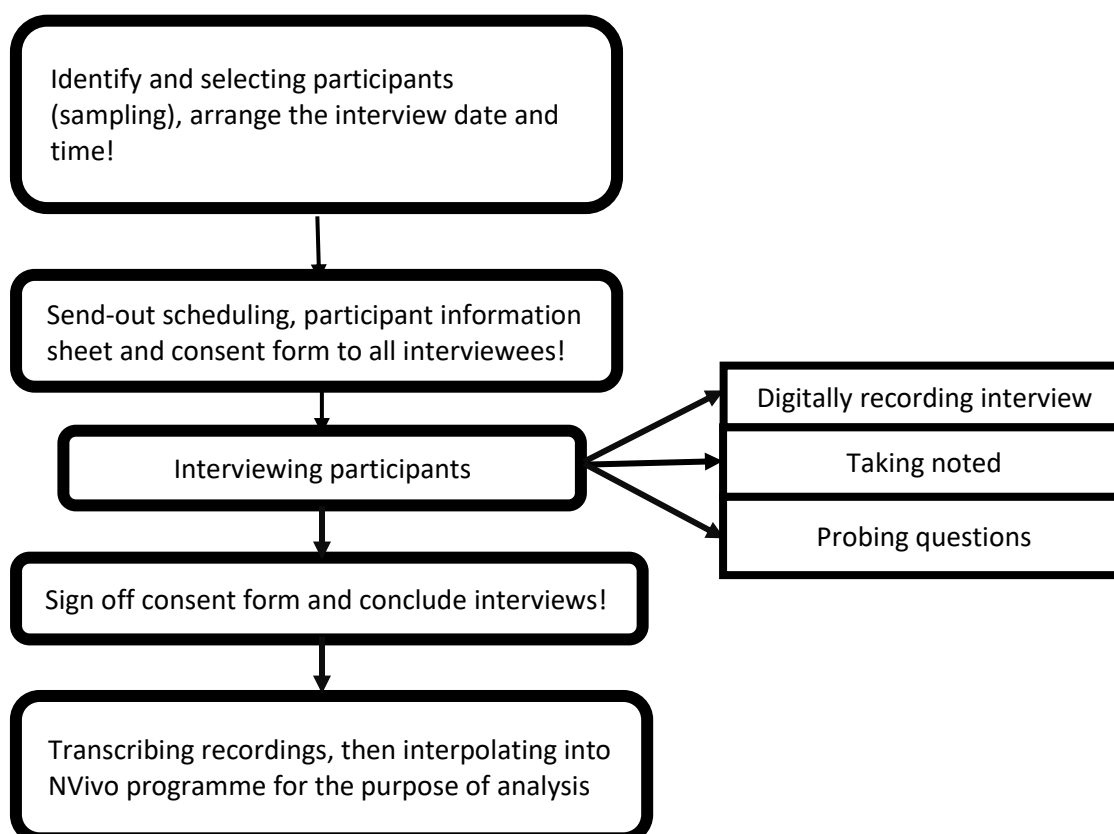 Identify and selecting participants
(sampling), arrange the interview date and
time!
Send-out scheduling, participant information
sheet and consent form to all interviewees!
Interviewing participants
Digitally recording interview
Taking noted
Probing questions
Sign off consent form and conclude interviews!
Transcribing recordings, then interpolating into
NVivo programme for the purpose of analysis